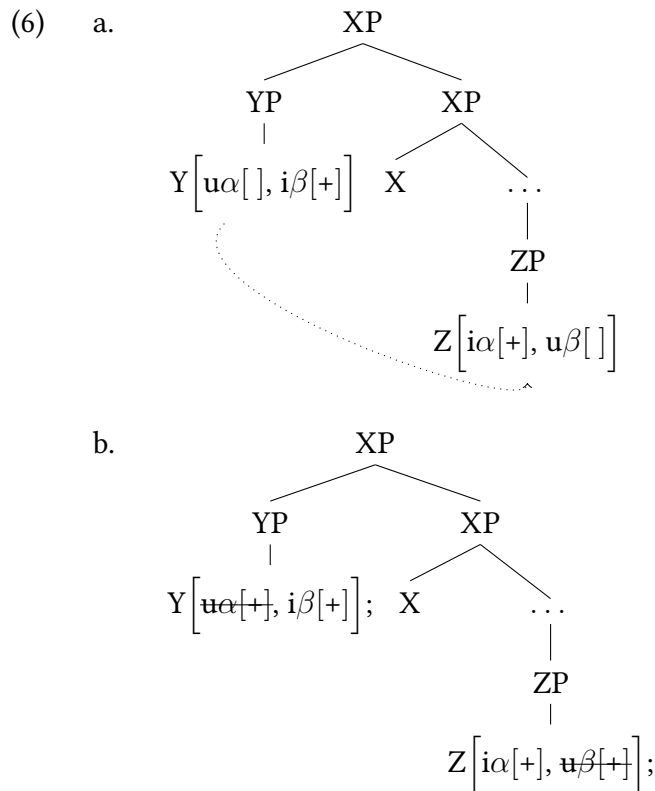 (6) a. XP
YP XP
Y[uα[ ], iβ[+]] X ...
ZP
Z[iα[+], uβ[ ]]
b. XP
YP XP
Y[uα[+], iβ[+]]; X ...
ZP
Z[iα[+], uβ[+]];